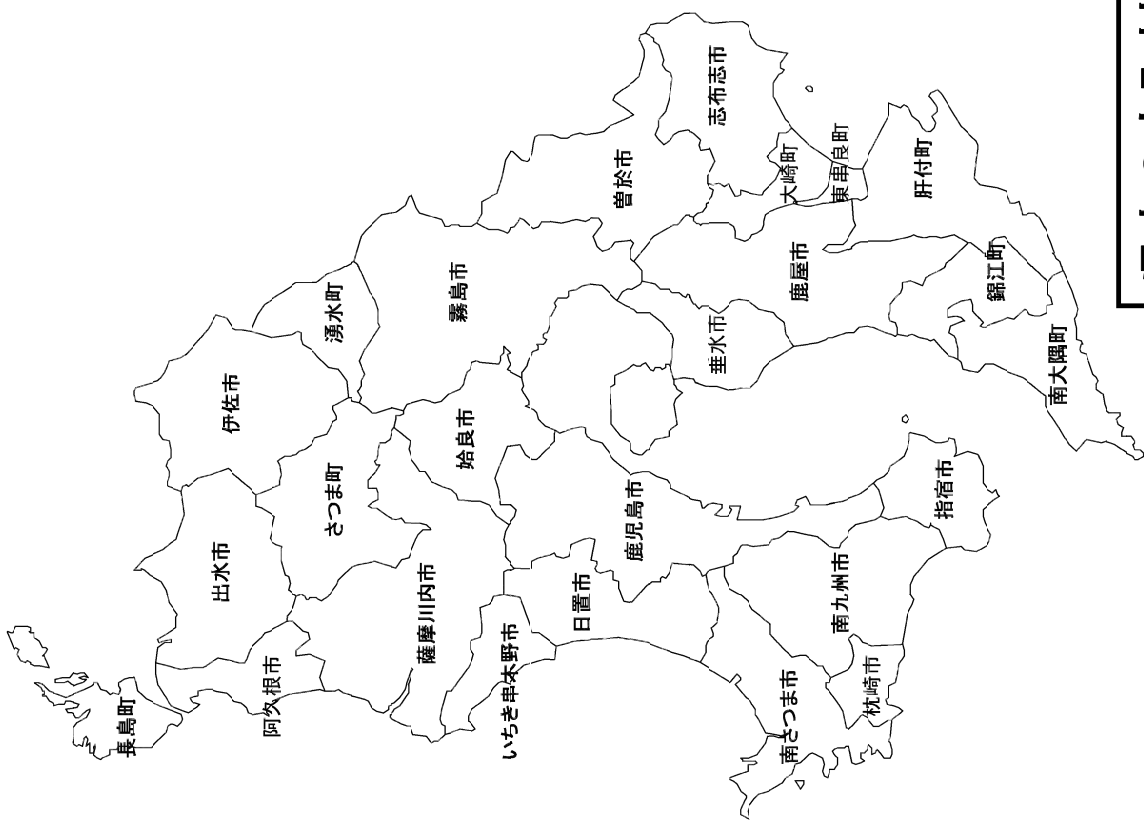 長島町
出水市
阿久根市
伊佐市
さつま町
湧水町
薩摩川内市
霧島市
姶良市
いちき串木野市
日置市
鹿児島市
曽於市
志布志市
垂水市
鹿屋市
大崎町
東串良町
肝付町
錦江町
南大隅町
指宿市
南九州市
枕崎市
南さつま市